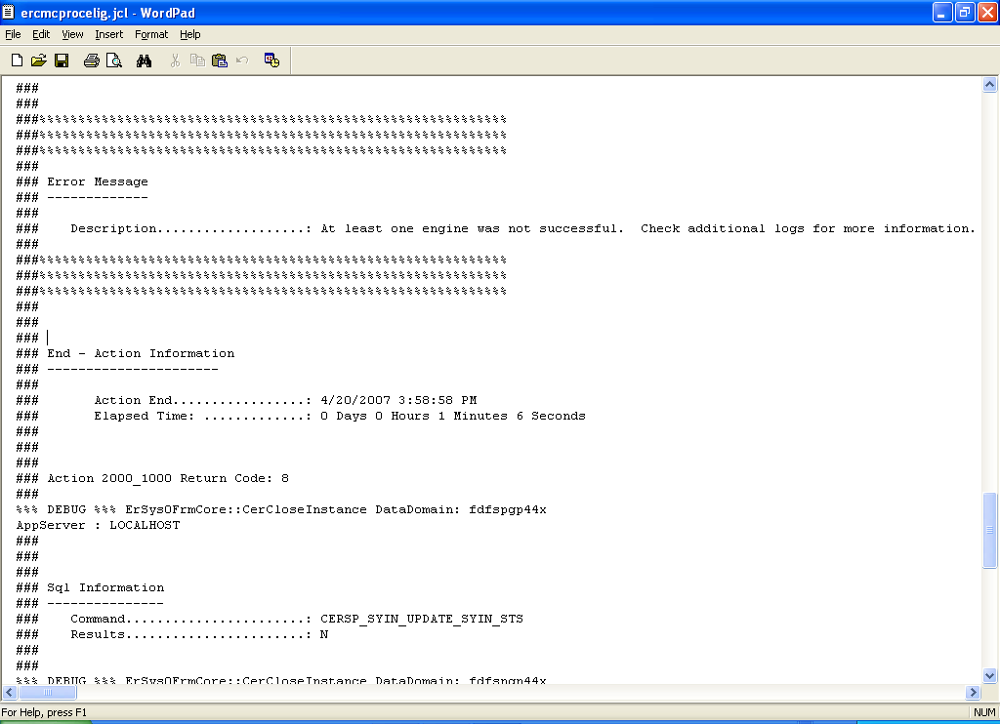 ercmcprocelig.jcl - WordPad
File Edit View Insert Format Help
###
###
###%%%%%%%%%%%%%%%%%%%%%%%%%%%%%%%%%%%%%%%%%%%%%%%%%%%%%%%%%%%%
###%%%%%%%%%%%%%%%%%%%%%%%%%%%%%%%%%%%%%%%%%%%%%%%%%%%%%%%%%%%%
###%%%%%%%%%%%%%%%%%%%%%%%%%%%%%%%%%%%%%%%%%%%%%%%%%%%%%%%%%%%%
###
### Error Message
### -------------
###
###    Description...................: At least one engine was not successful.  Check additional logs for more information.
###
###%%%%%%%%%%%%%%%%%%%%%%%%%%%%%%%%%%%%%%%%%%%%%%%%%%%%%%%%%%%%
###%%%%%%%%%%%%%%%%%%%%%%%%%%%%%%%%%%%%%%%%%%%%%%%%%%%%%%%%%%%%
###%%%%%%%%%%%%%%%%%%%%%%%%%%%%%%%%%%%%%%%%%%%%%%%%%%%%%%%%%%%%
###
###
###
### End - Action Information
### ----------------------
###
###       Action End.................: 4/20/2007 3:58:58 PM
###       Elapsed Time: .............: 0 Days 0 Hours 1 Minutes 6 Seconds
###
###
###
### Action 2000_1000 Return Code: 8
###
%%% DEBUG %%% ErSys0FrmCore::CerCloseInstance DataDomain: fdfspgp44x
AppServer : LOCALHOST
###
###
###
### Sql Information
### ---------------
###    Command.......................: CERSP_SYIN_UPDATE_SYIN_STS
###    Results.......................: N
###
###
%%% DEBUG %%% ErSys0FrmCore::CerCloseInstance DataDomain: fdfspgp44x
For Help, press F1
NUM